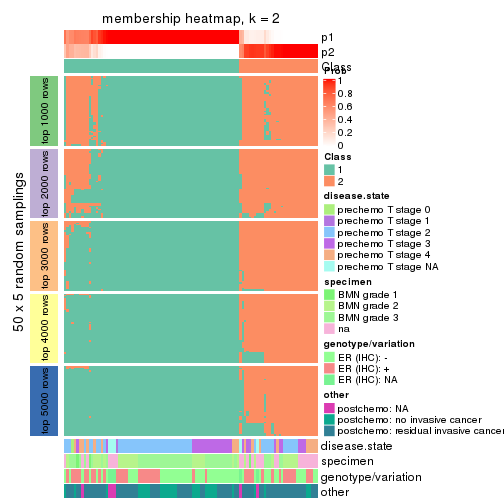 membership heatmap, k = 2
p1
p2
Class
Prob
1
0.8
0.6
0.4
0.2
0
Class
1
2
disease.state
prechemo T stage 0
prechemo T stage 1
prechemo T stage 2
prechemo T stage 3
prechemo T stage 4
prechemo T stage NA
specimen
BMN grade 1
BMN grade 2
BMN grade 3
na
genotype/variation
ER (IHC): -
ER (IHC): +
ER (IHC): NA
other
postchemo: NA
postchemo: no invasive cancer
postchemo: residual invasive cancer
50 x 5 random samplings
top 1000 rows
top 2000 rows
top 3000 rows
top 4000 rows
top 5000 rows
disease.state
specimen
genotype/variation
other